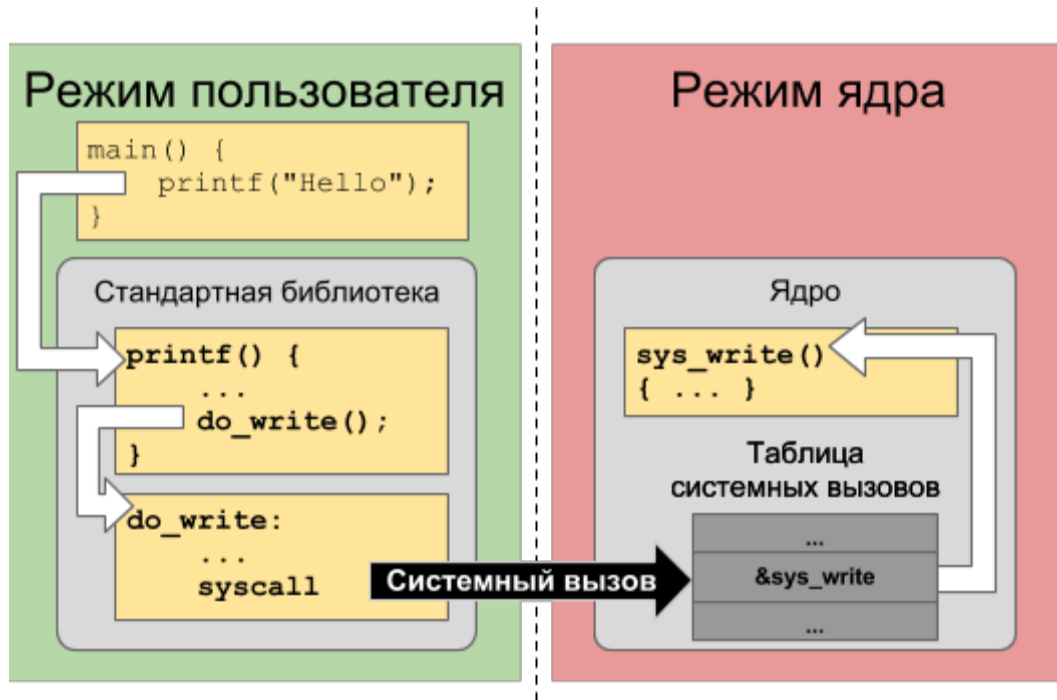 Режим пользователя
main() {
printf("Hello");
}
Стандартная библиотека
printf() {
...
do_write();
}
do_write:
...
syscall
Системный вызов
Режим ядра
Ядро
sys_write()
{ ... }
Таблица
системных вызовов
...
&sys_write
...